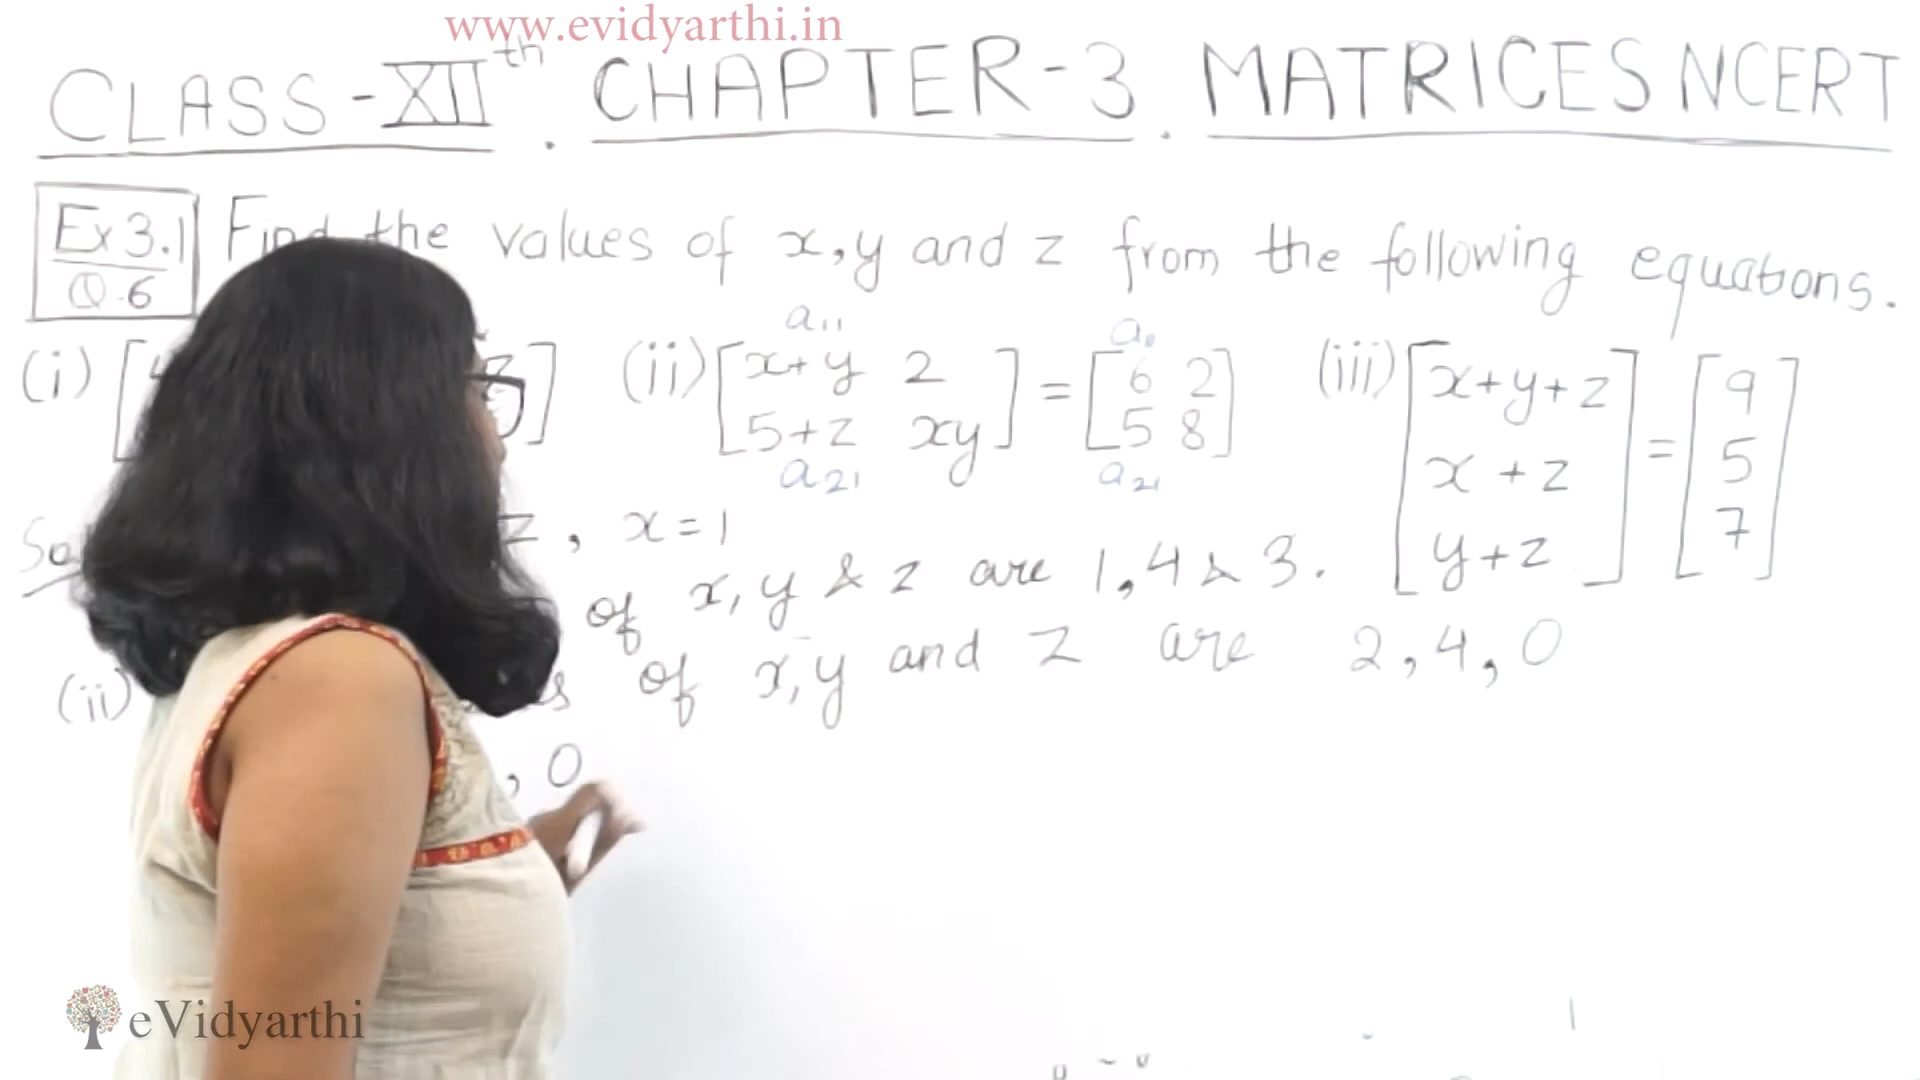 www.evidyarthi.in
CLASS-XIIth. CHAPTER-3. MATRICES NCERT
Ex 3.1
Q.6
Find the values of x,y and z from the following equations.
(i)
(ii) [x+y 2 = [6 2]
5+z xy] 5 8]
a11 a21 a21
(iii) [x+y+z] = [9]
x+z 5
y+z 7
, x=1
of x, y & z are 1,4 & 3.
(ii) of x, y and z are 2,4,0
, 0
eVidyarthi